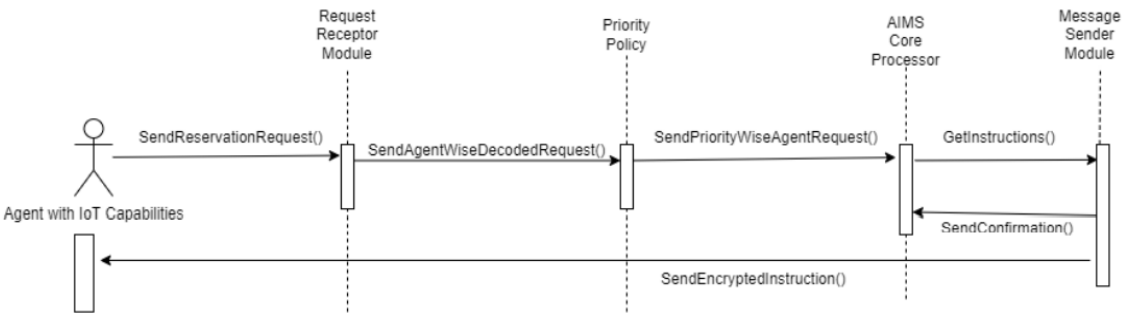 Request
Receptor
Module
Priority
Policy
AIMS
Core
Processor
Message
Sender
Module
SendReservationRequest()
SendAgentWiseDecodedRequest()
SendPriorityWiseAgentRequest()
GetInstructions()
Agent with IoT Capabilities
SendConfirmation()
SendEncryptedInstruction()